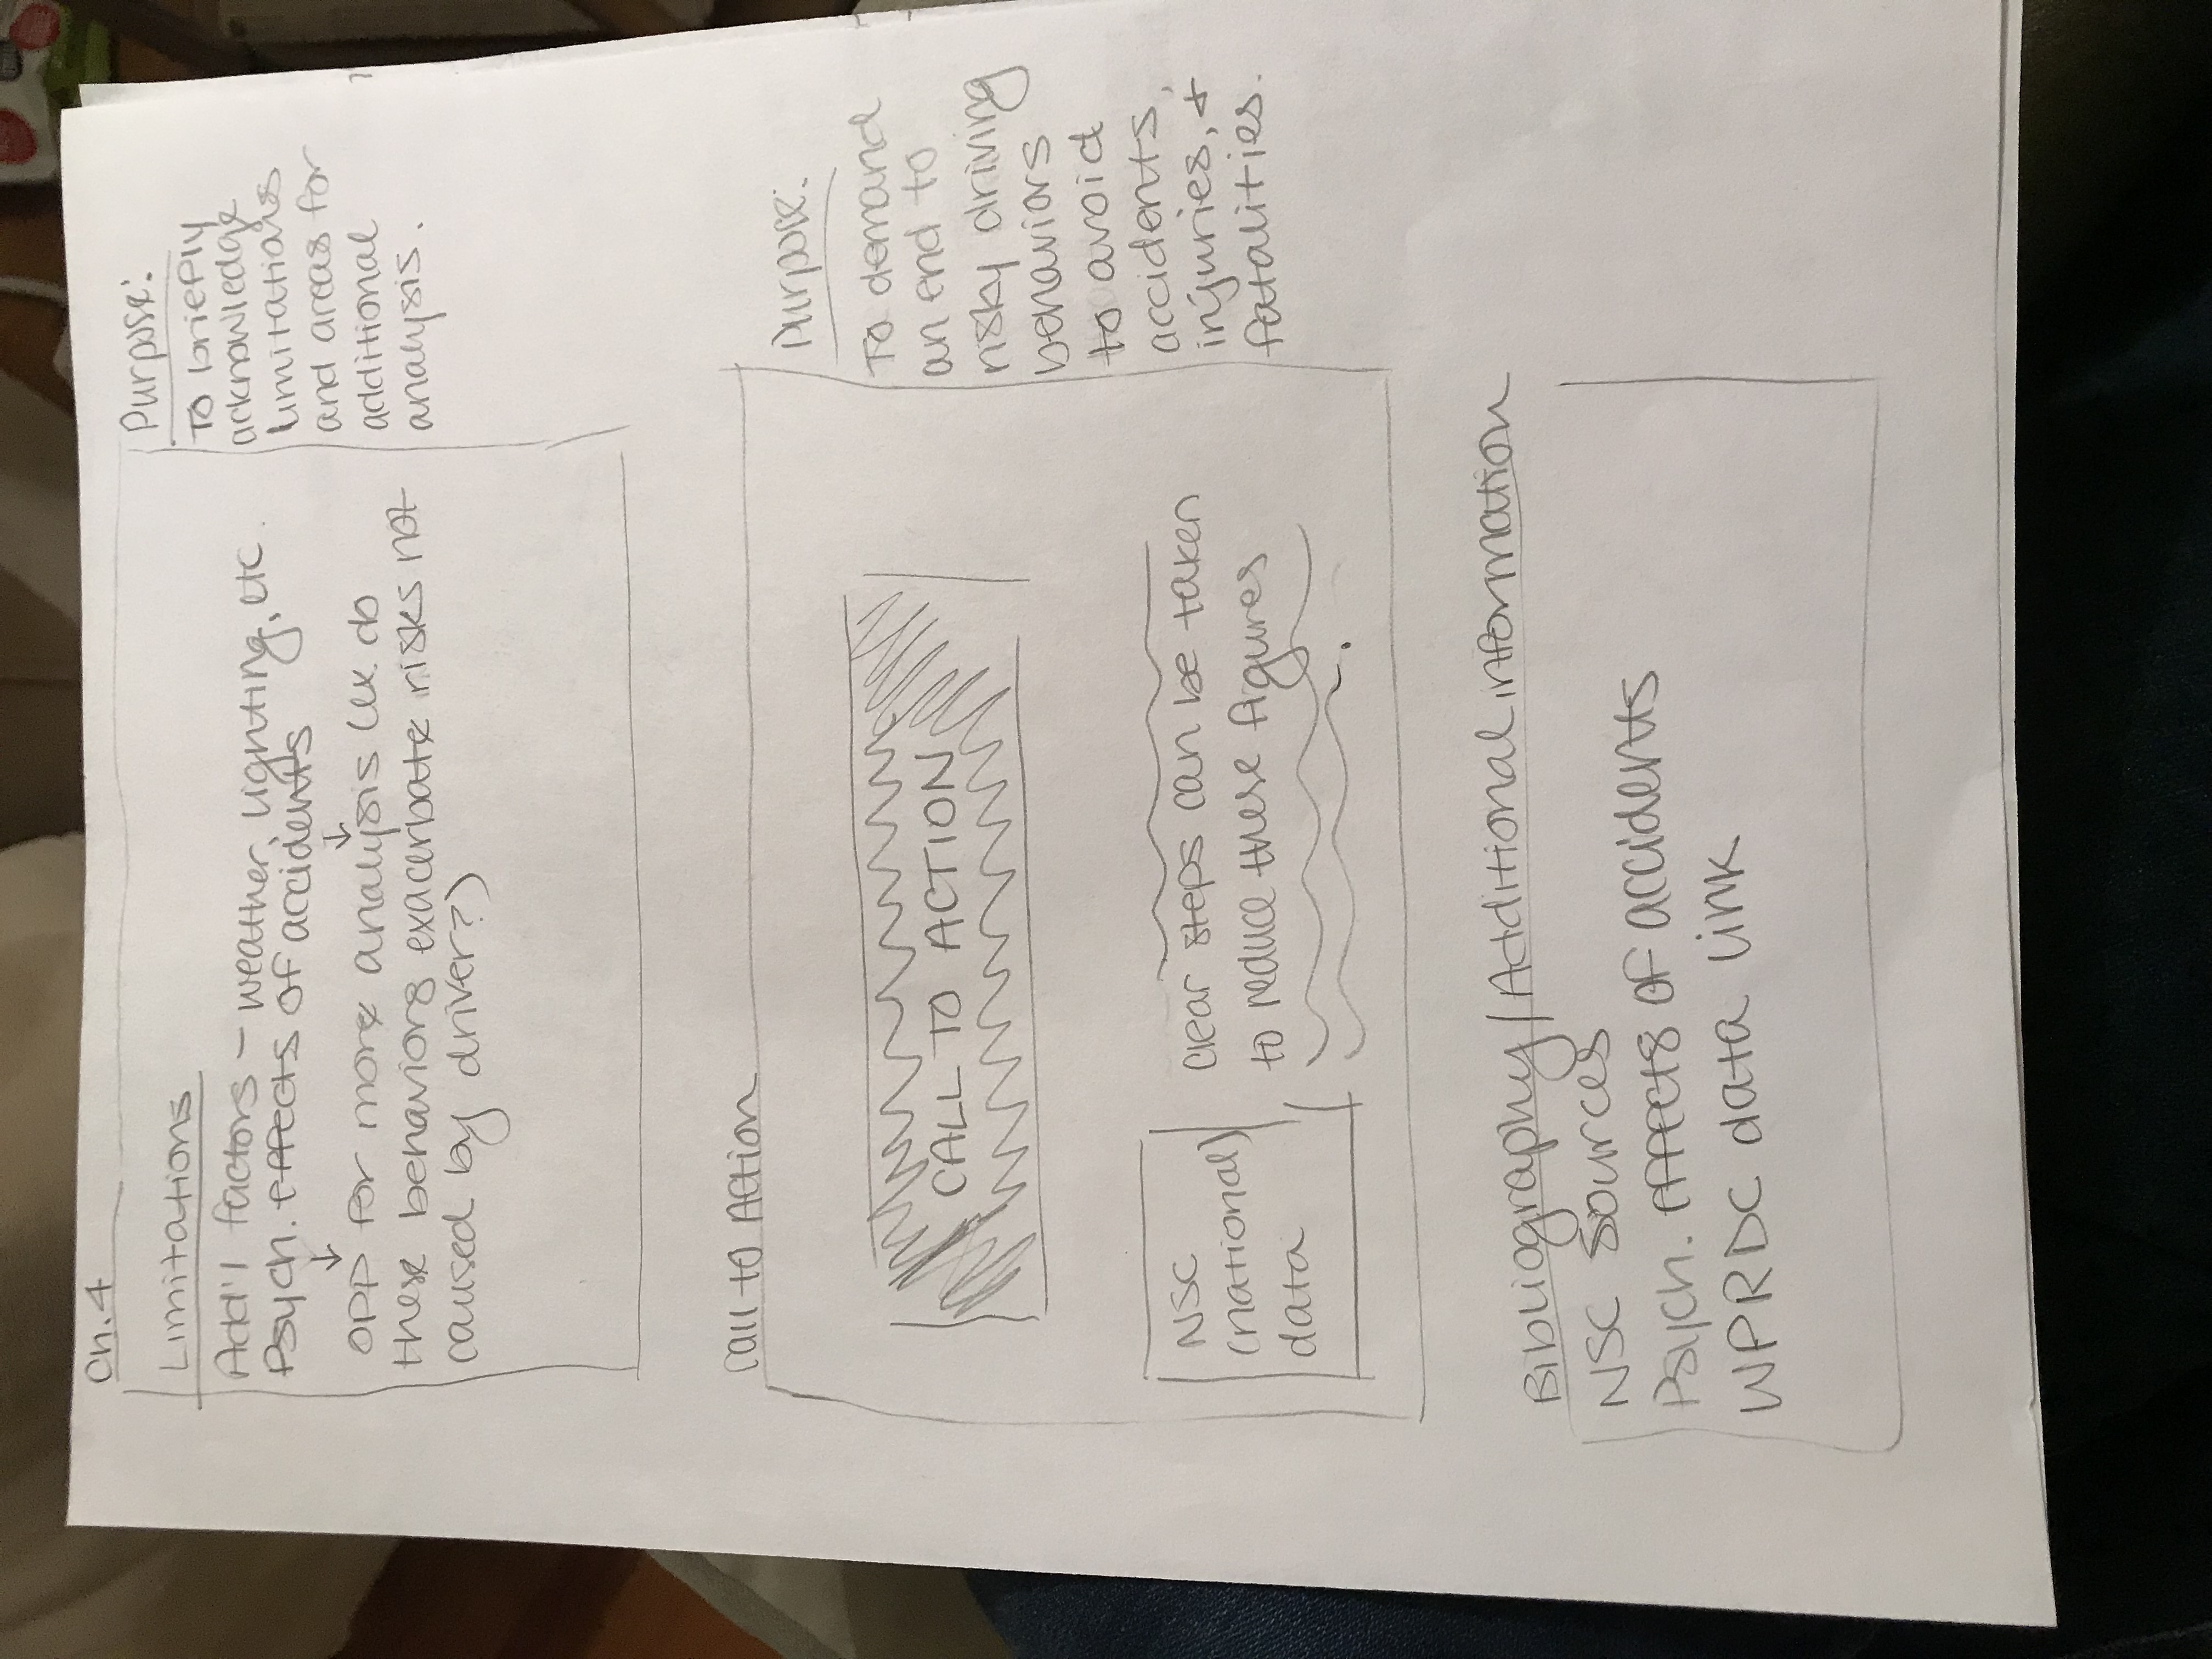 Ch. 4
Limitations
Add'l factors - weather, lighting, etc.
Psych. effects of accidents
↓ ↓
opp for more analysis (ex. do
these behaviors exacerbate risks not
caused by driver?)
Purpose:
To briefly
acknowledge
limitations
and areas for
additional
analysis.
Call to Action
CALL TO ACTION
NSC
(national)
data
clear steps can be taken
to reduce these figures
Purpose:
To demand
an end to
risky driving
behaviors
to avoid
accidents,
injuries, +
fatalities.
Bibliography/Additional information
NSC sources
Psych. effects of accidents
WPRDC data link